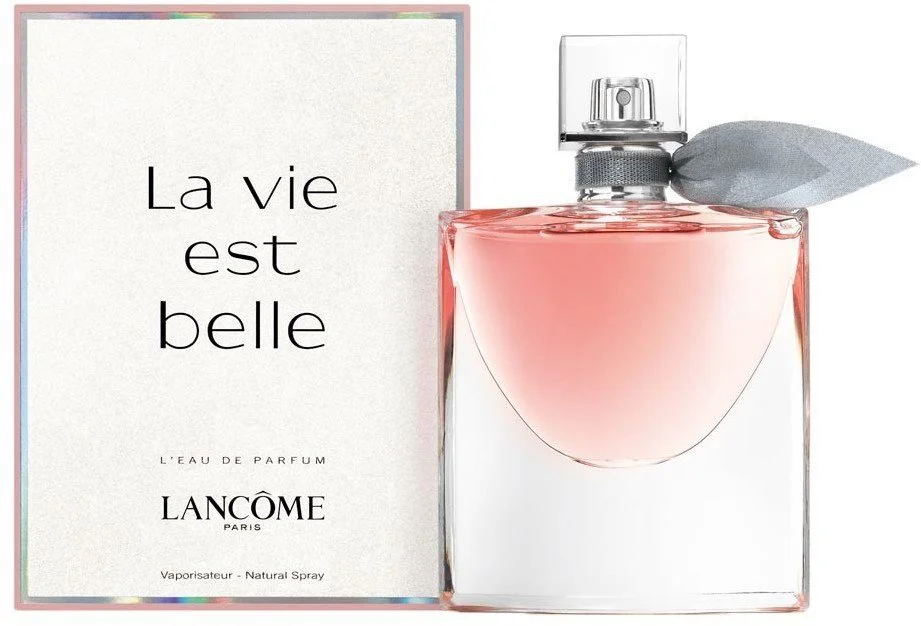 La vie
est
belle
L'EAU DE PARFUM
LANCÔME
PARIS
Vaporisateur - Natural Spray